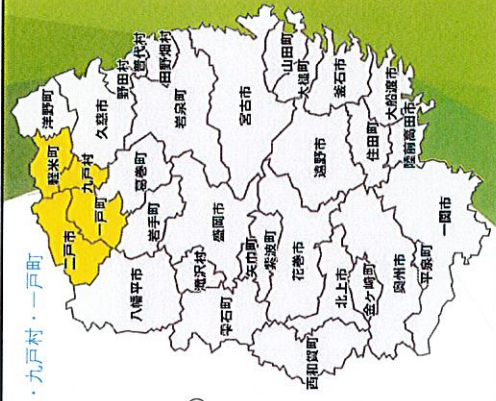 ・九戸村・一戸町
洋野町
軽米町
二戸市
九戸村
一戸町
久慈市
野田村
普代村
田野畑村
葛巻町
岩手町
岩泉町
八幡平市
滝沢村
盛岡市
宮古市
山田町
大槌町
雫石町
矢巾町
紫波町
花巻市
遠野市
釜石市
西和賀町
北上市
金ケ崎町
奥州市
住田町
大船渡市
陸前高田市
平泉町
一関市